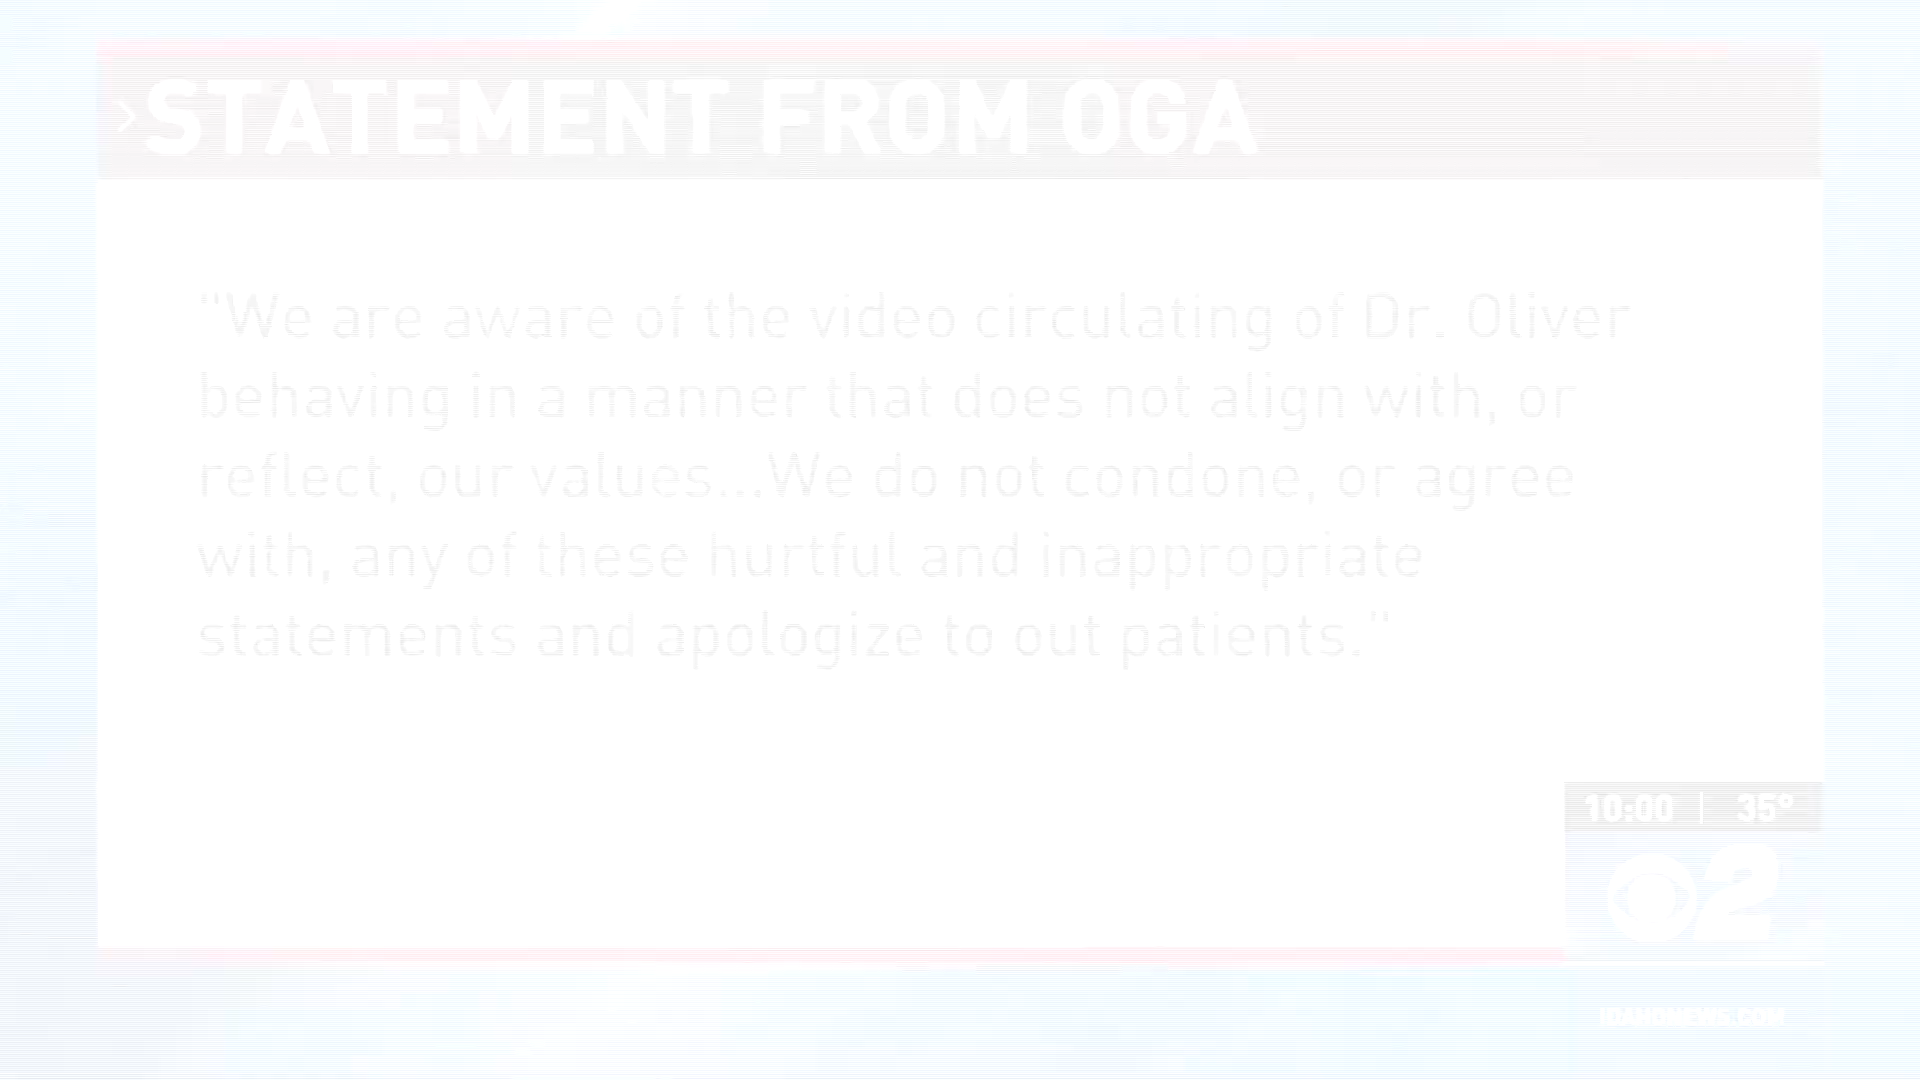 >STATEMENT FROM OGA
"We are aware of the video circulating of Dr. Oliver
behaving in a manner that does not align with, or
reflect, our values...We do not condone, or agree
with, any of these hurtful and inappropriate
statements and apologize to out patients."
10:00 | 35°
2
IDAHONEWS.COM